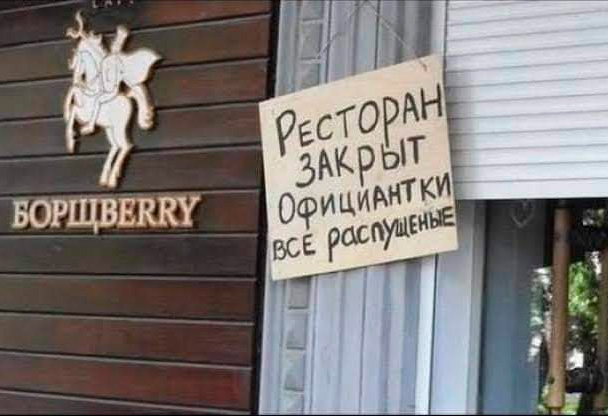 БОРЩBERRY
РЕСТОРАН
ЗАКРЫТ
ОФИЦИАНТКИ
ВСЕ РАСПУЩЕНЫЕ